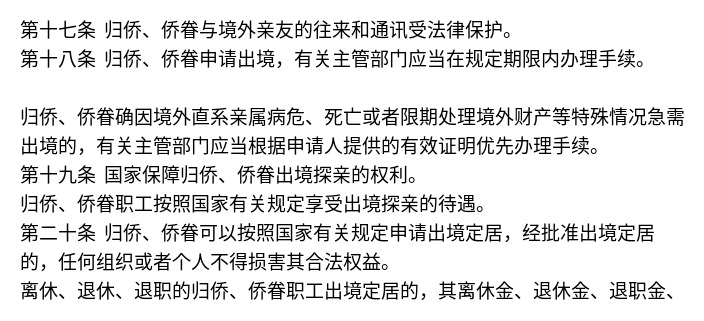 第十七条 归侨、侨眷与境外亲友的往来和通讯受法律保护。
第十八条 归侨、侨眷申请出境，有关主管部门应当在规定期限内办理手续。
归侨、侨眷确因境外直系亲属病危、死亡或者限期处理境外财产等特殊情况急需
出境的，有关主管部门应当根据申请人提供的有效证明优先办理手续。
第十九条 国家保障归侨、侨眷出境探亲的权利。
归侨、侨眷职工按照国家有关规定享受出境探亲的待遇。
第二十条 归侨、侨眷可以按照国家有关规定申请出境定居，经批准出境定居
的，任何组织或者个人不得损害其合法权益。
离休、退休、退职的归侨、侨眷职工出境定居的，其离休金、退休金、退职金、